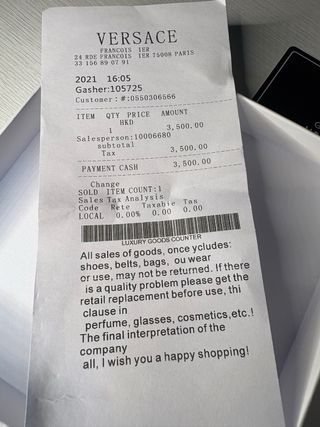 VERSACE
FRANCOIS 1ER
24 RDE FRANCOIS 1ER 75008 PARIS
33 156 89 07 91
2021 16:05
Gasher:105725
Customer:#:0550306566
ITEM QTY PRICE AMOUNT
HKD
1 3,500.00
Salesperson:10006680
subtotal
Tax 3,500.00
PAYMENT CASH 3,500.00
Change
SOLD ITEM COUNT:1
Sales Tax Analysis
Code Rete Taxable Tas
LOCAL 0.00% 0.00 0.00
LUXURY GOODS COUNTER
All sales of goods, once ycludes:
shoes, belts, bags, ou wear
or use, may not be returned. If there
is a quality problem please get the
retail replacement before use, thi
clause in
perfume, glasses, cosmetics,etc.!
The final interpretation of the
company
all, I wish you a happy shopping!